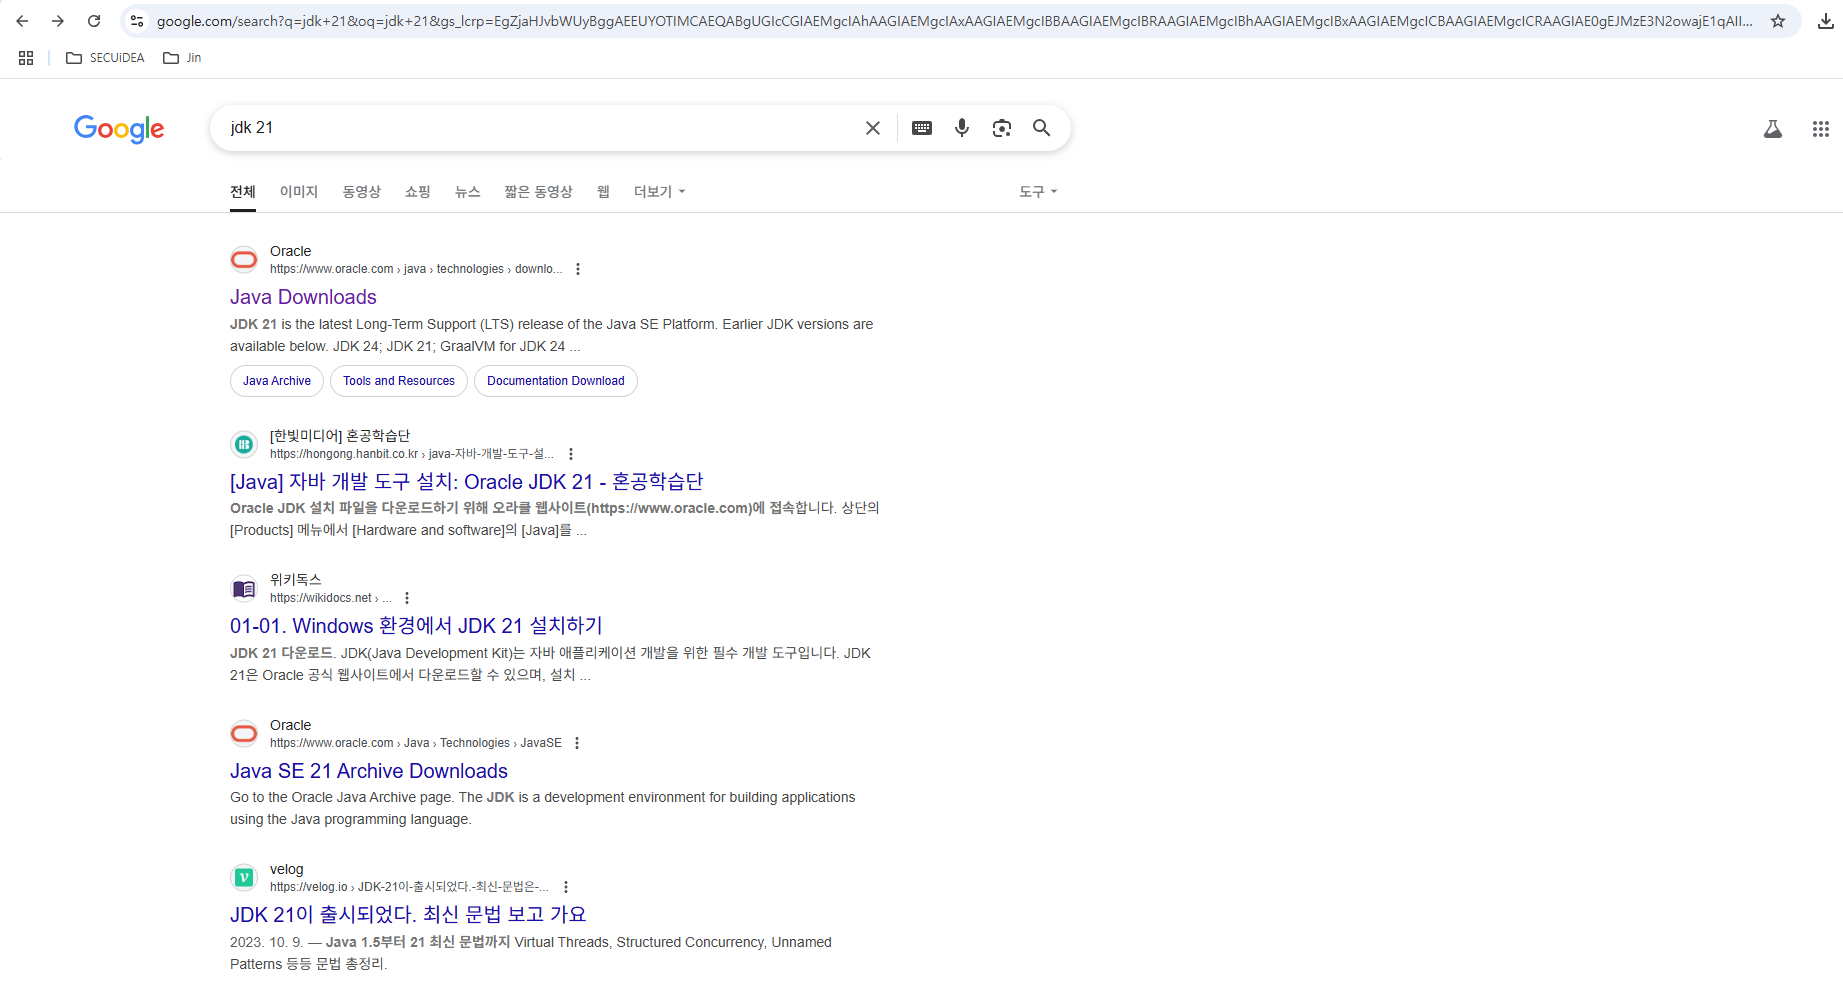 google.com/search?q=jdk+21&oq=jdk+21&gs_lcrp=EgZjaHJvbWUyBggAEEUYOTIMCAEQABgUGIcCGIAEMgcIAhAAGIAEMgcIAxAAGIAEMgcIBBAAGIAEMgcIBRAAGIAEMgcIBhAAGIAEMgcIBxAAGIAEMgcICBAAGIAEMgcICRAAGIAE0gEJMzE3N2owajE1qAII...
SECUiDEA Jin
Google jdk 21
전체 이미지 동영상 쇼핑 뉴스 짧은 동영상 웹 더보기 도구
Oracle
https://www.oracle.com › java › technologies › downlo...
Java Downloads
JDK 21 is the latest Long-Term Support (LTS) release of the Java SE Platform. Earlier JDK versions are
available below. JDK 24; JDK 21; GraalVM for JDK 24 ...
Java Archive Tools and Resources Documentation Download
[한빛미디어] 혼공학습단
https://hongong.hanbit.co.kr › java-자바-개발-도구-설...
[Java] 자바 개발 도구 설치: Oracle JDK 21 - 혼공학습단
Oracle JDK 설치 파일을 다운로드하기 위해 오라클 웹사이트(https://www.oracle.com)에 접속합니다. 상단의
[Products] 메뉴에서 [Hardware and software]의 [Java]를 ...
위키독스
https://wikidocs.net › ...
01-01. Windows 환경에서 JDK 21 설치하기
JDK 21 다운로드. JDK(Java Development Kit)는 자바 애플리케이션 개발을 위한 필수 개발 도구입니다. JDK
21은 Oracle 공식 웹사이트에서 다운로드할 수 있으며, 설치 ...
Oracle
https://www.oracle.com › Java › Technologies › JavaSE
Java SE 21 Archive Downloads
Go to the Oracle Java Archive page. The JDK is a development environment for building applications
using the Java programming language.
velog
https://velog.io › JDK-21이-출시되었다.-최신-문법은-...
JDK 21이 출시되었다. 최신 문법 보고 가요
2023. 10. 9. — Java 1.5부터 21 최신 문법까지 Virtual Threads, Structured Concurrency, Unnamed
Patterns 등등 문법 총정리.